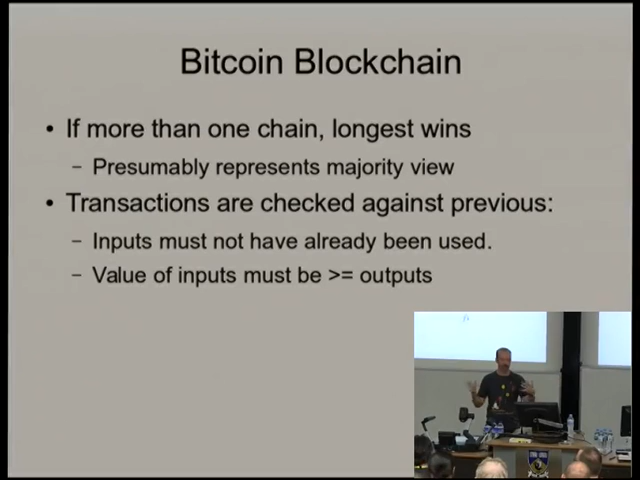 Bitcoin Blockchain
• If more than one chain, longest wins
– Presumably represents majority view
• Transactions are checked against previous:
– Inputs must not have already been used.
– Value of inputs must be >= outputs